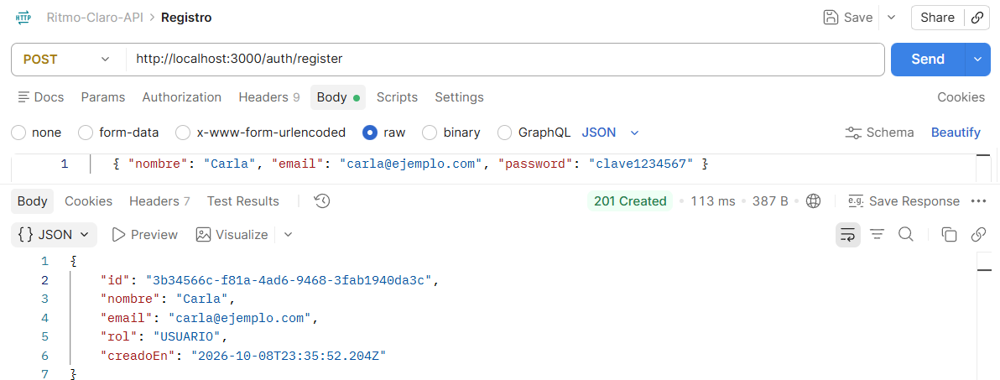 HTTP Ritmo-Claro-API > Registro Save Share
POST http://localhost:3000/auth/register Send
Docs Params Authorization Headers 9 Body Scripts Settings Cookies
none form-data x-www-form-urlencoded raw binary GraphQL JSON Schema Beautify
1 { "nombre": "Carla", "email": "carla@ejemplo.com", "password": "clave1234567" }
Body Cookies Headers 7 Test Results 201 Created • 113 ms • 387 B • e.g. Save Response •••
{} JSON Preview Visualize
1 {
2 "id": "3b34566c-f81a-4ad6-9468-3fab1940da3c",
3 "nombre": "Carla",
4 "email": "carla@ejemplo.com",
5 "rol": "USUARIO",
6 "creadoEn": "2026-10-08T23:35:52.204Z"
7 }